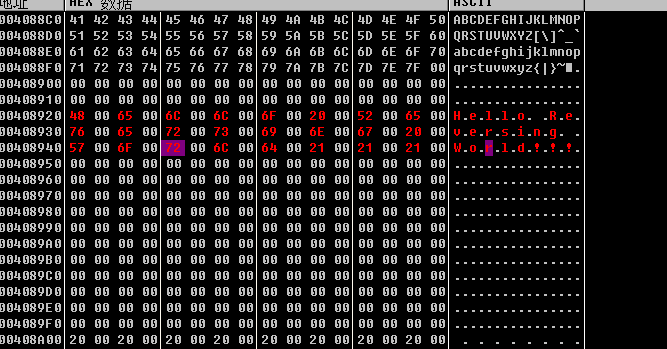 地址 HEX 数据 ASCII
004088C0 41 42 43 44 45 46 47 48 49 4A 4B 4C 4D 4E 4F 50 ABCDEFGHIJKLMNOP
004088D0 51 52 53 54 55 56 57 58 59 5A 5B 5C 5D 5E 5F 60 QRSTUVWXYZ[\]^_`
004088E0 61 62 63 64 65 66 67 68 69 6A 6B 6C 6D 6E 6F 70 abcdefghijklmnop
004088F0 71 72 73 74 75 76 77 78 79 7A 7B 7C 7D 7E 7F 00 qrstuvwxyz{|}~■.
00408900 00 00 00 00 00 00 00 00 00 00 00 00 00 00 00 00 ................
00408910 00 00 00 00 00 00 00 00 00 00 00 00 00 00 00 00 ................
00408920 48 00 65 00 6C 00 6C 00 6F 00 20 00 52 00 65 00 H.e.l.l.o. .R.e.
00408930 76 00 65 00 72 00 73 00 69 00 6E 00 67 00 20 00 v.e.r.s.i.n.g. .
00408940 57 00 6F 00 72 00 6C 00 64 00 21 00 21 00 21 00 W.o.r.l.d.!.!.!.
00408950 00 00 00 00 00 00 00 00 00 00 00 00 00 00 00 00 ................
00408960 00 00 00 00 00 00 00 00 00 00 00 00 00 00 00 00 ................
00408970 00 00 00 00 00 00 00 00 00 00 00 00 00 00 00 00 ................
00408980 00 00 00 00 00 00 00 00 00 00 00 00 00 00 00 00 ................
00408990 00 00 00 00 00 00 00 00 00 00 00 00 00 00 00 00 ................
004089A0 00 00 00 00 00 00 00 00 00 00 00 00 00 00 00 00 ................
004089B0 00 00 00 00 00 00 00 00 00 00 00 00 00 00 00 00 ................
004089C0 00 00 00 00 00 00 00 00 00 00 00 00 00 00 00 00 ................
004089D0 00 00 00 00 00 00 00 00 00 00 00 00 00 00 00 00 ................
004089E0 00 00 00 00 00 00 00 00 00 00 00 00 00 00 00 00 ................
004089F0 00 00 00 00 00 00 00 00 00 00 00 00 00 00 00 00 ................
00408A00 20 00 20 00 20 00 20 00 20 00 20 00 20 00 20 00 . . . . . . . .